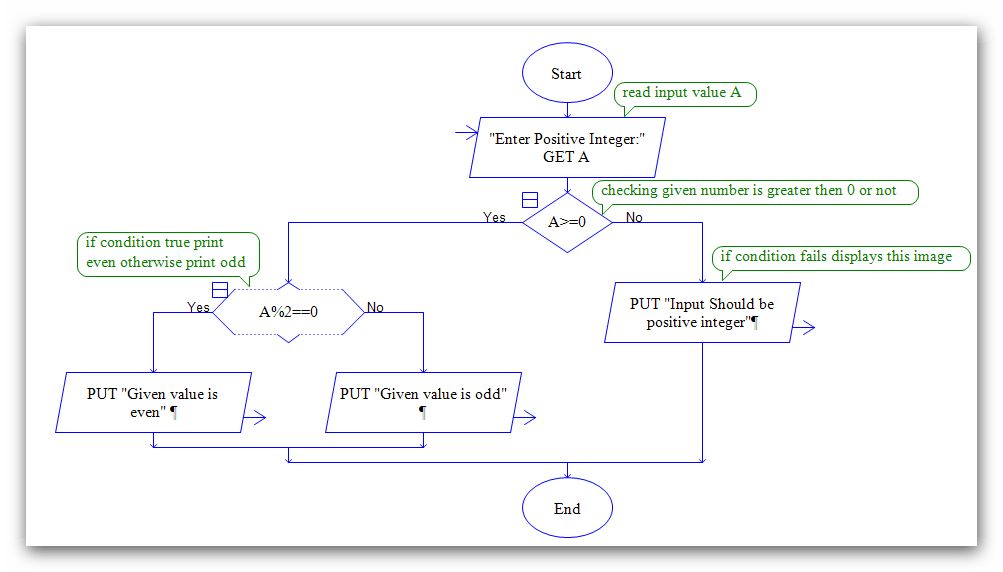 Start
read input value A
"Enter Positive Integer:"
GET A
checking given number is greater then 0 or not
Yes
A>=0
No
if condition true print
even otherwise print odd
if condition fails displays this image
Yes
A%2==0
No
PUT "Input Should be
positive integer"¶
PUT "Given value is
even" ¶
PUT "Given value is odd"
¶
End